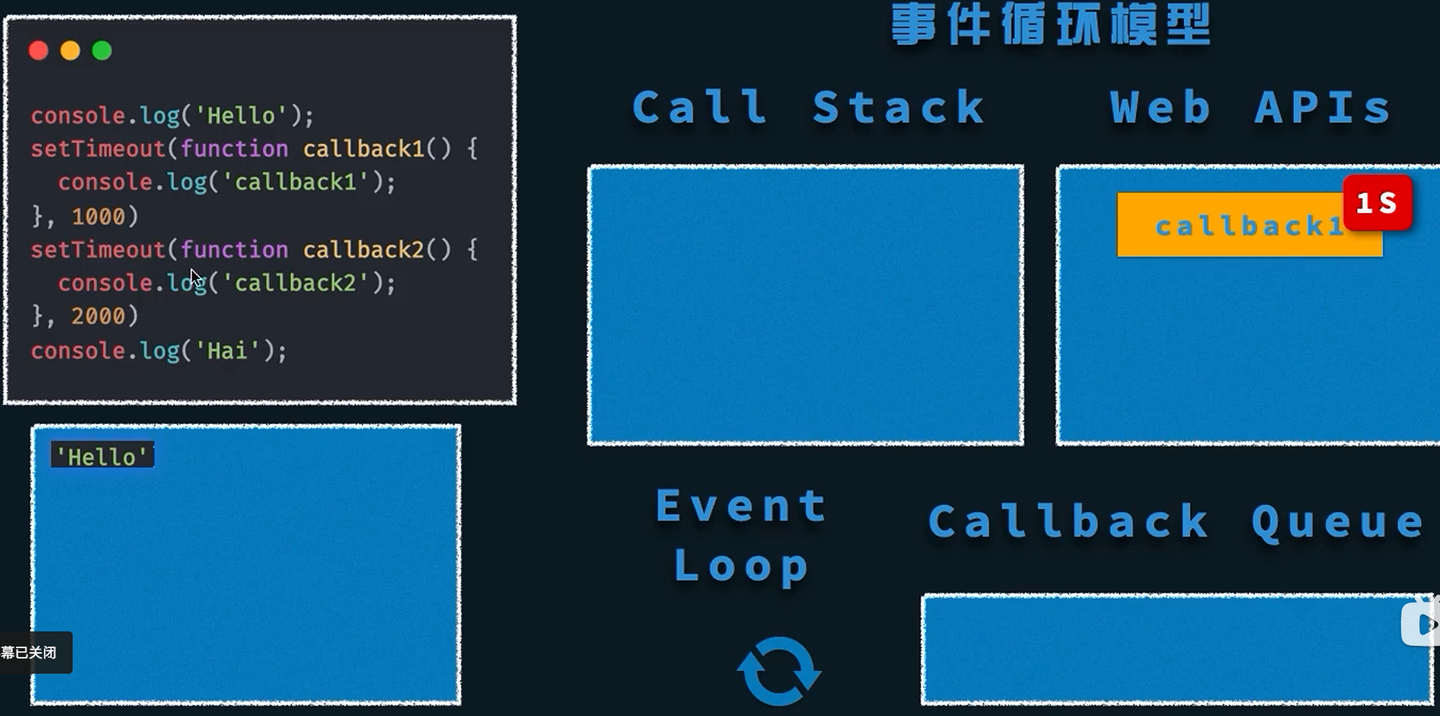 console.log('Hello');
setTimeout(function callback1() {
  console.log('callback1');
}, 1000)
setTimeout(function callback2() {
  console.log('callback2');
}, 2000)
console.log('Hai');
'Hello'
幕已关闭
事件循环模型
Call Stack
Web APIs
callback1
1S
Event
Loop
Callback Queue